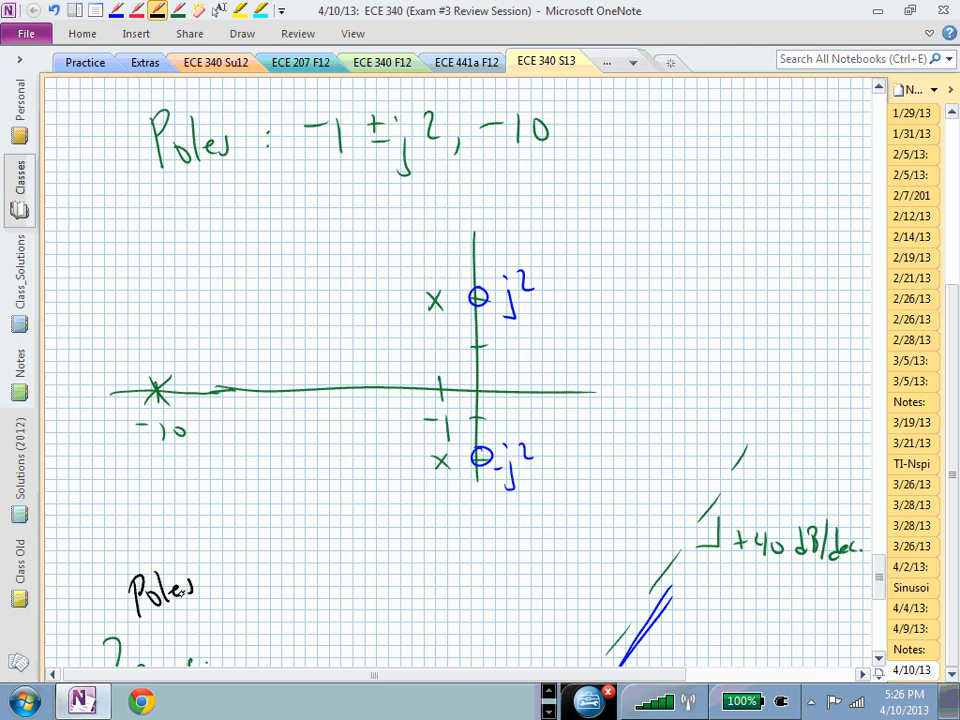 4/10/13: ECE 340 (Exam #3 Review Session) - Microsoft OneNote
File Home Insert Share Draw Review View
Practice Extras ECE 340 Su12 ECE 207 F12 ECE 340 F12 ECE 441a F12 ECE 340 S13 ... Search All Notebooks (Ctrl+E)
Personal
Classes
Class_Solutions
Notes
Solutions (2012)
Class Old
Poles : -1 ± j2, -10
j2
-10
-1
-j2
+40 dB/dec.
Poles
N...
1/29/13
1/31/13
2/5/13:
2/5/13:
2/7/201
2/12/13
2/14/13
2/19/13
2/21/13
2/26/13
2/26/13
3/5/13:
3/5/13:
Notes:
3/19/13
3/21/13
TI-Nspi
3/26/13
3/28/13
3/28/13
3/26/13
4/2/13:
Sinusoi
4/4/13:
4/9/13:
Notes:
4/10/13
100%
5:26 PM
4/10/2013